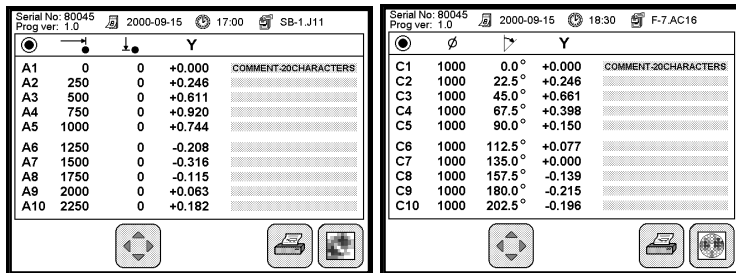 Serial No: 80045 2000-09-15 17:00 SB-1.J11
Prog ver: 1.0
Y
A1 0 0 +0.000 COMMENT-20CHARACTERS
A2 250 0 +0.246
A3 500 0 +0.611
A4 750 0 +0.920
A5 1000 0 +0.744
A6 1250 0 -0.208
A7 1500 0 -0.316
A8 1750 0 -0.115
A9 2000 0 +0.063
A10 2250 0 +0.182
Serial No: 80045 2000-09-15 18:30 F-7.AC16
Prog ver: 1.0
Ø Y
C1 1000 0.0° +0.000 COMMENT-20CHARACTERS
C2 1000 22.5° +0.246
C3 1000 45.0° +0.661
C4 1000 67.5° +0.398
C5 1000 90.0° +0.150
C6 1000 112.5° +0.077
C7 1000 135.0° +0.000
C8 1000 157.5° -0.139
C9 1000 180.0° -0.215
C10 1000 202.5° -0.196